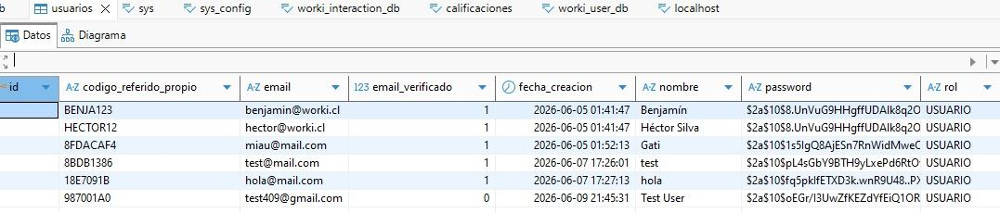 b usuarios sys sys_config worki_interaction_db calificaciones worki_user_db localhost
Datos Diagrama
id A-Z codigo_referido_propio A-Z email 123 email_verificado fecha_creacion A-Z nombre A-Z password A-Z rol
BENJA123 benjamin@worki.cl 1 2026-06-05 01:41:47 Benjamín $2a$10$8.UnVuG9HHgffUDAlk8q2O USUARIO
HECTOR12 hector@worki.cl 1 2026-06-05 01:41:47 Héctor Silva $2a$10$8.UnVuG9HHgffUDAlk8q2O USUARIO
8FDACAF4 miau@mail.com 1 2026-06-05 01:52:13 Gati $2a$10$1s5lgQ8AjESn7RnWidMweC USUARIO
8BDB1386 test@mail.com 1 2026-06-07 17:26:01 test $2a$10$pL4sGbY9BTH9yLxePd6RtO USUARIO
18E7091B hola@mail.com 1 2026-06-07 17:27:13 hola $2a$10$fq5pklfETXD3k.wnR9U48..PX USUARIO
987001A0 test409@gmail.com 0 2026-06-09 21:45:31 Test User $2a$10$oEGr/I3UwZfKEZdYfEiQ1OR USUARIO